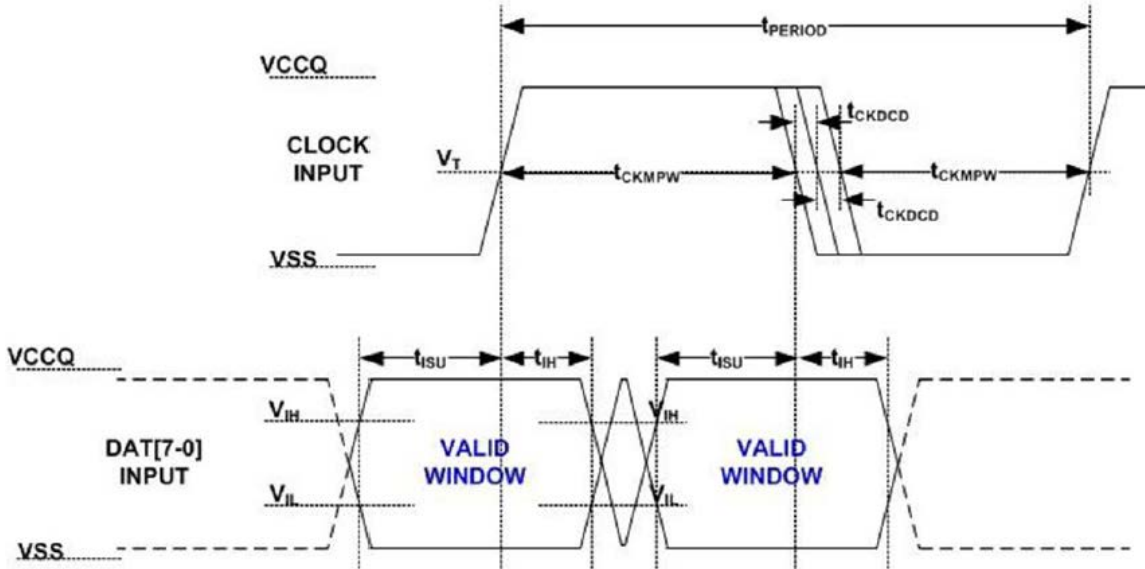 tPERIOD
VCCQ
tCKDCD
CLOCK
INPUT
VT
tCKMPW
tCKMPW
tCKDCD
VSS
VCCQ
tISU
tIH
tISU
tIH
VIH
VIH
DAT[7-0]
INPUT
VALID
WINDOW
VALID
WINDOW
VIL
VIL
VSS